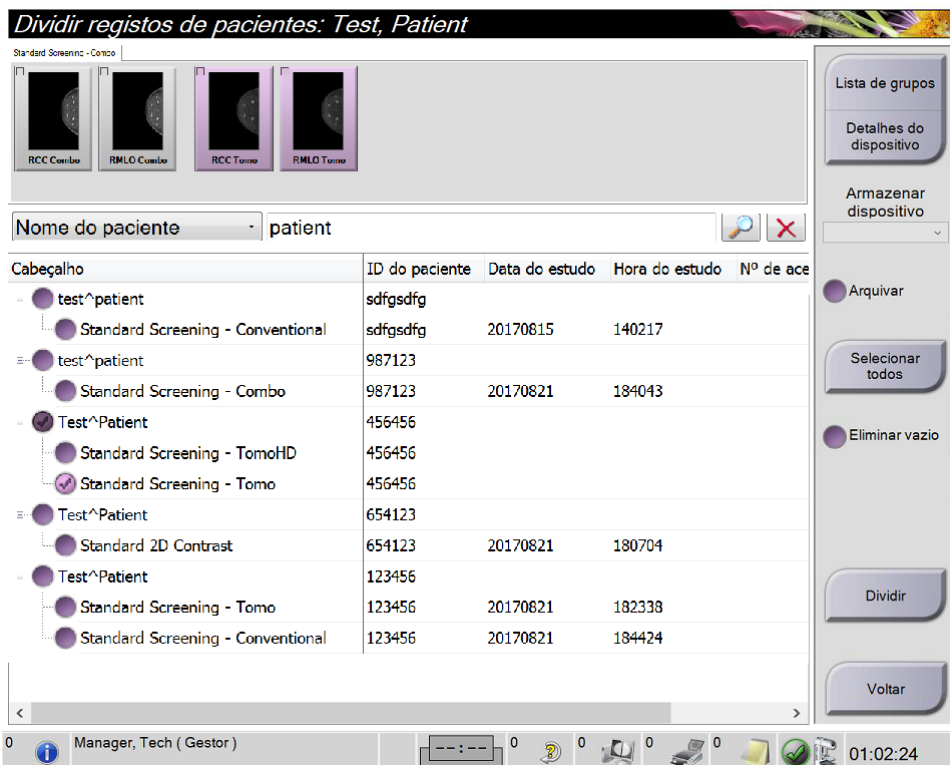 Dividir registos de pacientes: Test, Patient
Standard Screening - Combo
RCC Combo RMLO Combo RCC Tomo RMLO Tomo
Nome do paciente patient
Cabeçalho ID do paciente Data do estudo Hora do estudo Nº de ace
test^patient sdfgsdfg
Standard Screening - Conventional sdfgsdfg 20170815 140217
test^patient 987123
Standard Screening - Combo 987123 20170821 184043
Test^Patient 456456
Standard Screening - TomoHD 456456
Standard Screening - Tomo 456456
Test^Patient 654123
Standard 2D Contrast 654123 20170821 180704
Test^Patient 123456
Standard Screening - Tomo 123456 20170821 182338
Standard Screening - Conventional 123456 20170821 184424
Lista de grupos
Detalhes do
dispositivo
Armazenar
dispositivo
Arquivar
Selecionar
todos
Eliminar vazio
Dividir
Voltar
0 Manager, Tech ( Gestor ) --:-- 0 0 0 0 01:02:24